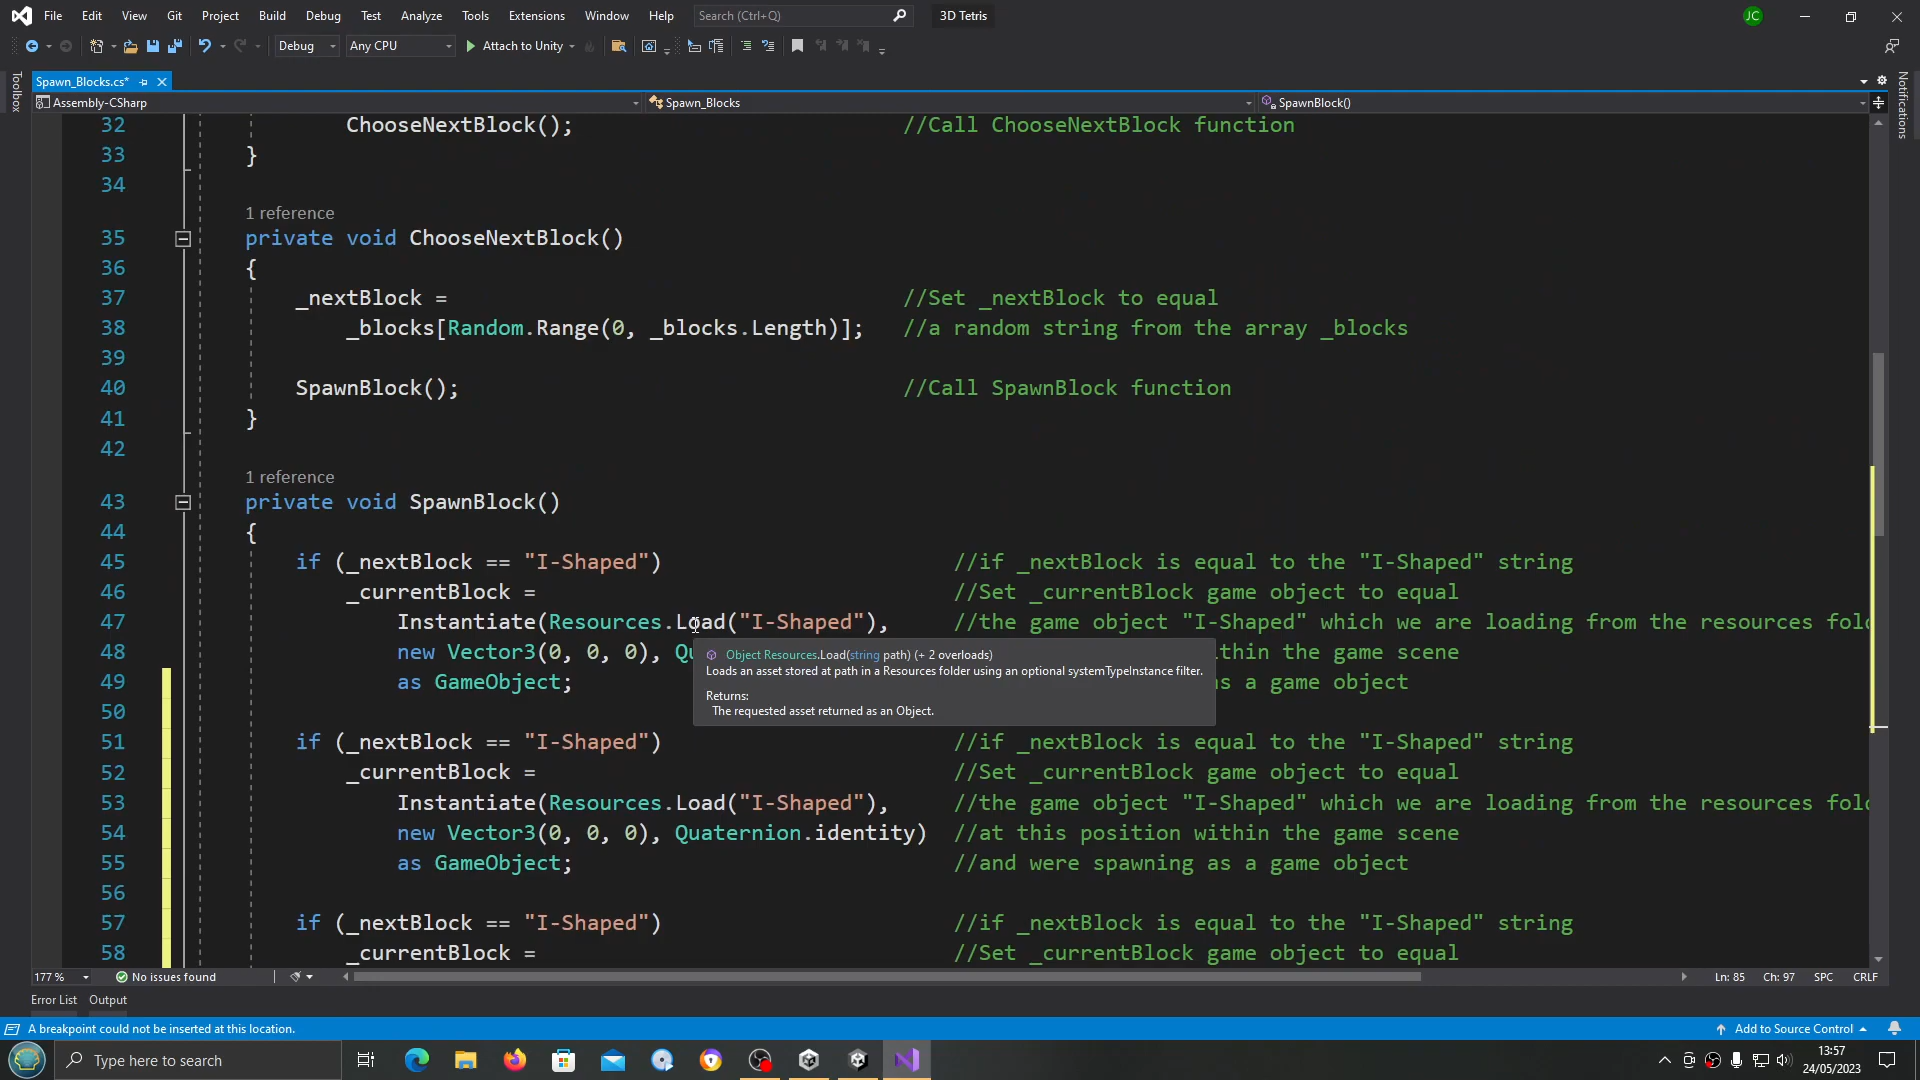 File Edit View Git Project Build Debug Test Analyze Tools Extensions Window Help Search (Ctrl+Q) 3D Tetris JC
Debug Any CPU Attach to Unity
Spawn_Blocks.cs*
Assembly-CSharp Spawn_Blocks SpawnBlock()
Toolbox
Notifications
32 ChooseNextBlock(); //Call ChooseNextBlock function
33 }
34
1 reference
35 private void ChooseNextBlock()
36 {
37 _nextBlock = //Set _nextBlock to equal
38 _blocks[Random.Range(0, _blocks.Length)]; //a random string from the array _blocks
39
40 SpawnBlock(); //Call SpawnBlock function
41 }
42
1 reference
43 private void SpawnBlock()
44 {
45 if (_nextBlock == "I-Shaped") //if _nextBlock is equal to the "I-Shaped" string
46 _currentBlock = //Set _currentBlock game object to equal
47 Instantiate(Resources.Load("I-Shaped"), //the game object "I-Shaped" which we are loading from the resources fol
48 new Vector3(0, 0, 0), Qu thin the game scene
49 as GameObject; s a game object
Object Resources.Load(string path) (+ 2 overloads)
Loads an asset stored at path in a Resources folder using an optional systemTypeInstance filter.
Returns:
The requested asset returned as an Object.
50
51 if (_nextBlock == "I-Shaped") //if _nextBlock is equal to the "I-Shaped" string
52 _currentBlock = //Set _currentBlock game object to equal
53 Instantiate(Resources.Load("I-Shaped"), //the game object "I-Shaped" which we are loading from the resources fol
54 new Vector3(0, 0, 0), Quaternion.identity) //at this position within the game scene
55 as GameObject; //and were spawning as a game object
56
57 if (_nextBlock == "I-Shaped") //if _nextBlock is equal to the "I-Shaped" string
58 _currentBlock = //Set _currentBlock game object to equal
177 % No issues found Ln: 85 Ch: 97 SPC CRLF
Error List Output
A breakpoint could not be inserted at this location. Add to Source Control
Type here to search
13:57
24/05/2023